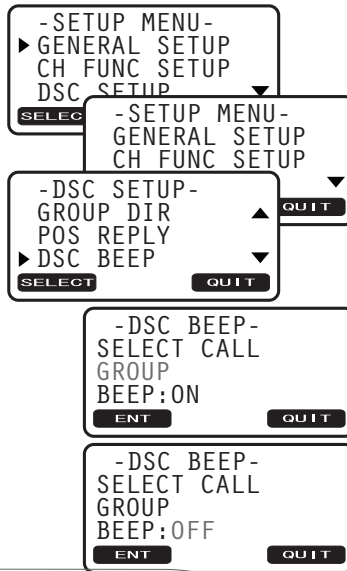 -SETUP MENU-
GENERAL SETUP
CH FUNC SETUP
DSC SETUP
SELEC
-SETUP MENU-
GENERAL SETUP
CH FUNC SETUP
QUIT
-DSC SETUP-
GROUP DIR
POS REPLY
DSC BEEP
SELECT QUIT
-DSC BEEP-
SELECT CALL
GROUP
BEEP:ON
ENT QUIT
-DSC BEEP-
SELECT CALL
GROUP
BEEP:OFF
ENT QUIT